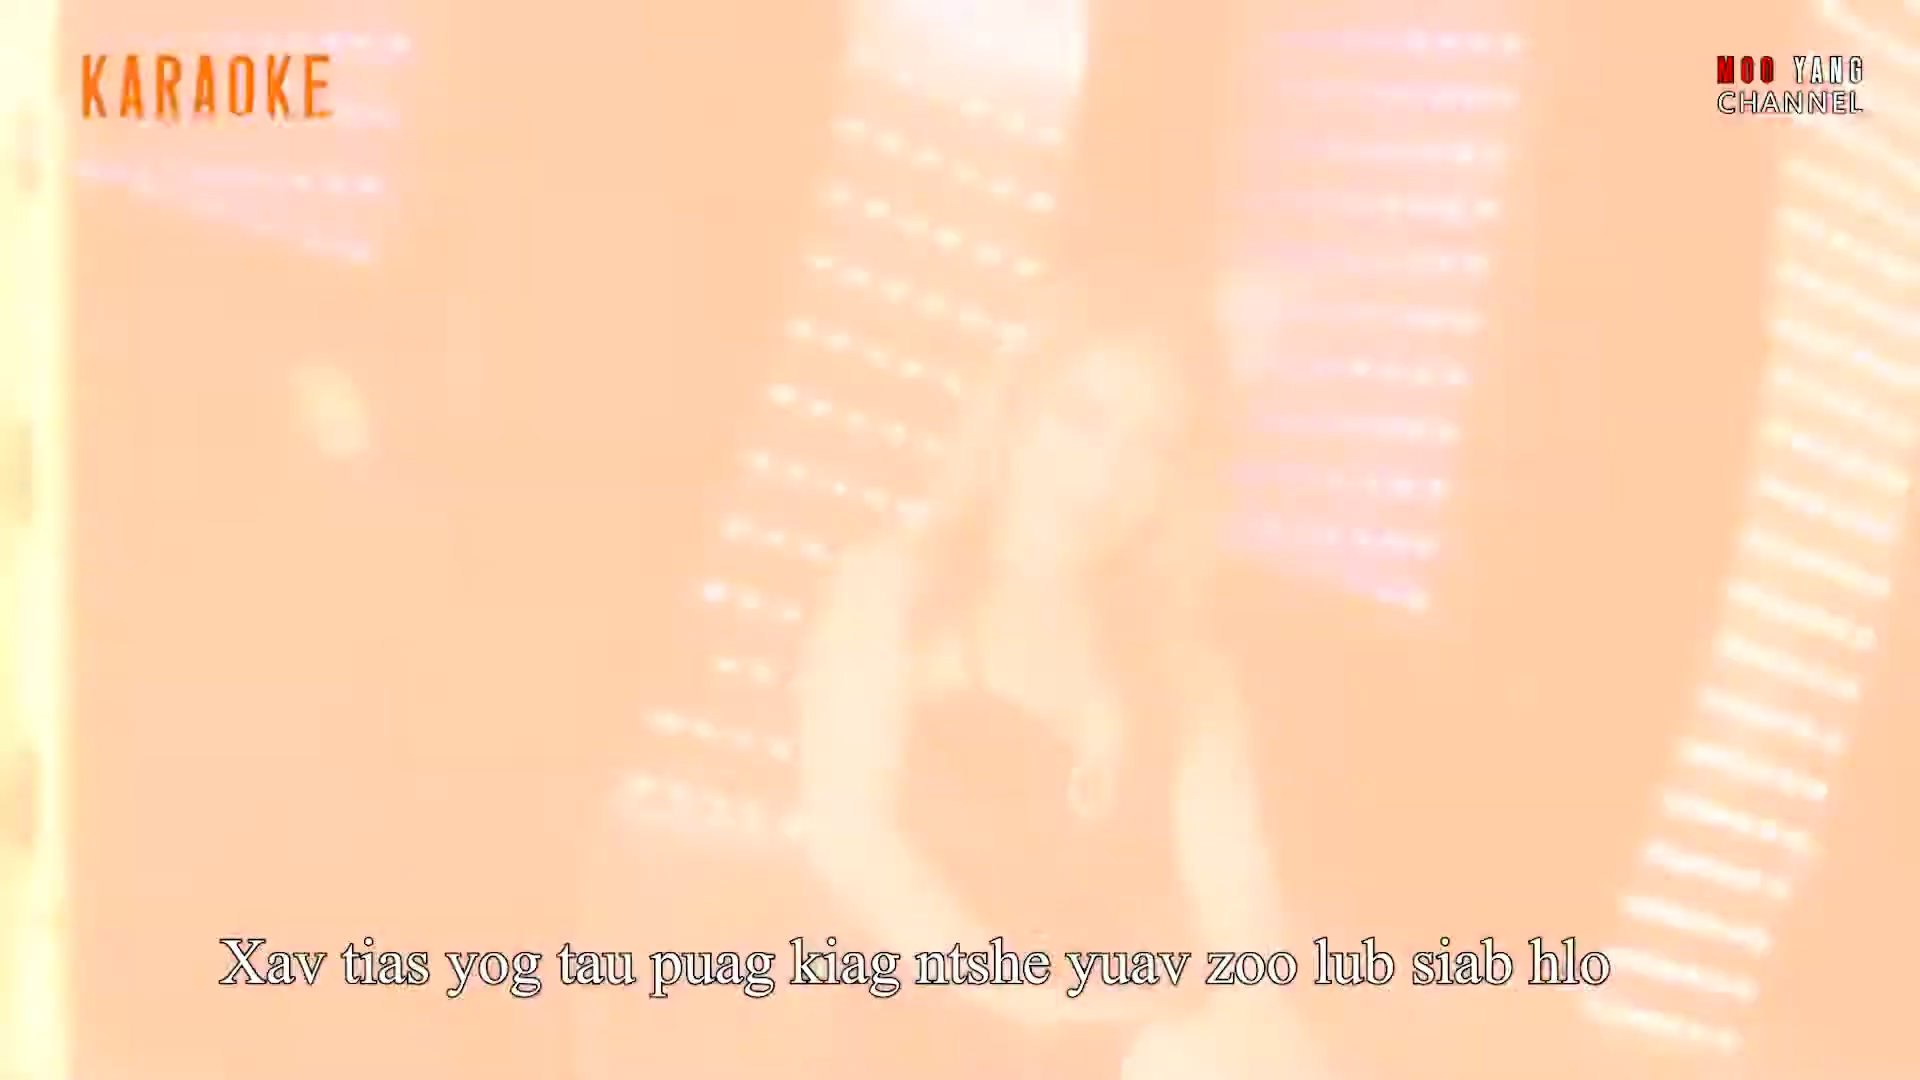 KARAOKE
MOO YANG
CHANNEL
Xav tias yog tau puag kiag ntshe yuav zoo lub siab hlo